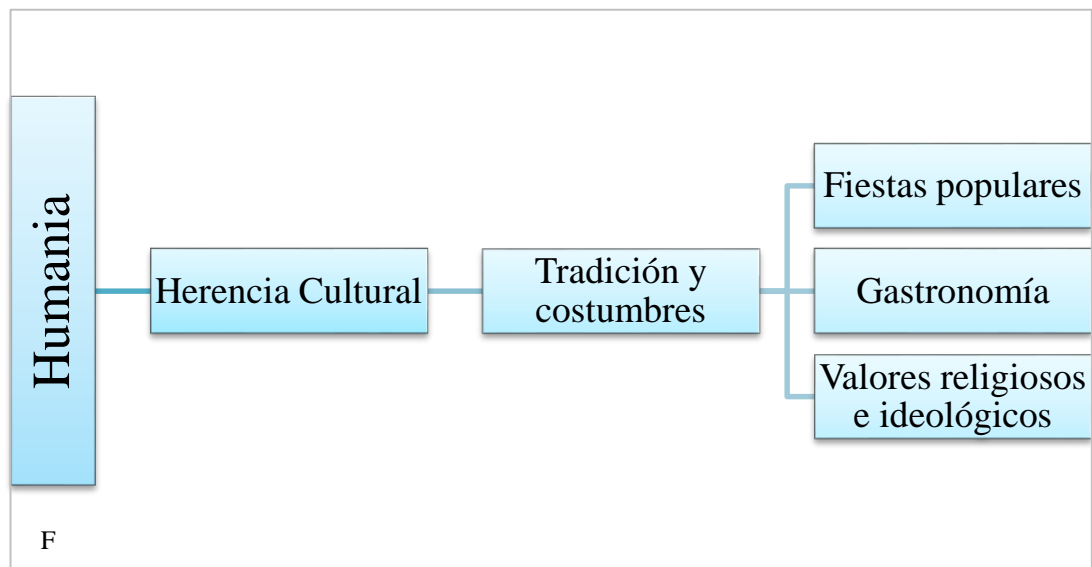 Humania
Herencia Cultural
Tradición y
costumbres
Fiestas populares
Gastronomía
Valores religiosos
e ideológicos
F